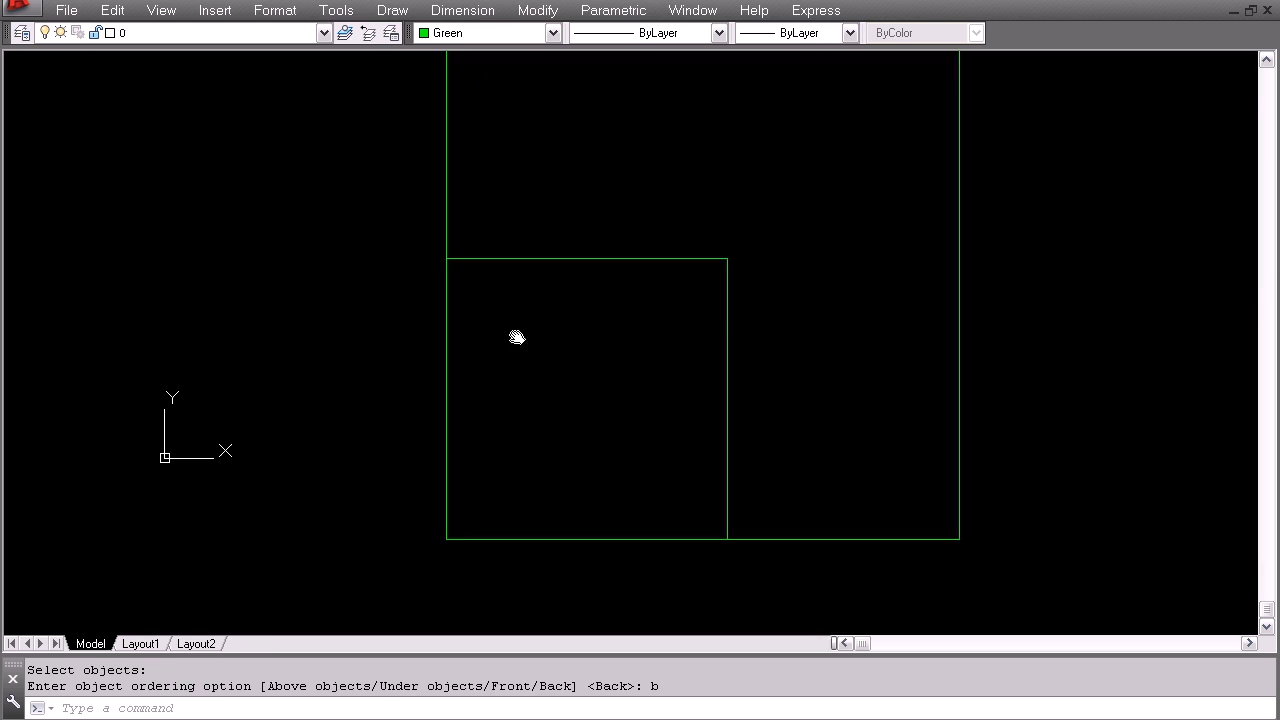 File Edit View Insert Format Tools Draw Dimension Modify Parametric Window Help Express
0 Green ByLayer ByLayer ByColor
Y
X
Model Layout1 Layout2
Select objects:
Enter object ordering option [Above objects/Under objects/Front/Back] <Back>: b
Type a command